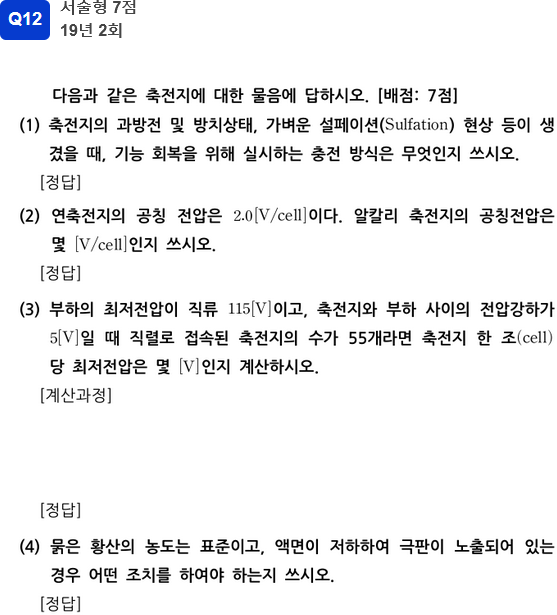 Q12
서술형 7점
19년 2회
다음과 같은 축전지에 대한 물음에 답하시오. [배점: 7점]
(1) 축전지의 과방전 및 방치상태, 가벼운 설페이션(Sulfation) 현상 등이 생
겼을 때, 기능 회복을 위해 실시하는 충전 방식은 무엇인지 쓰시오.
[정답]
(2) 연축전지의 공칭 전압은 2.0[V/cell]이다. 알칼리 축전지의 공칭전압은
몇 [V/cell]인지 쓰시오.
[정답]
(3) 부하의 최저전압이 직류 115[V]이고, 축전지와 부하 사이의 전압강하가
5[V]일 때 직렬로 접속된 축전지의 수가 55개라면 축전지 한 조(cell)
당 최저전압은 몇 [V]인지 계산하시오.
[계산과정]
[정답]
(4) 묽은 황산의 농도는 표준이고, 액면이 저하하여 극판이 노출되어 있는
경우 어떤 조치를 하여야 하는지 쓰시오.
[정답]